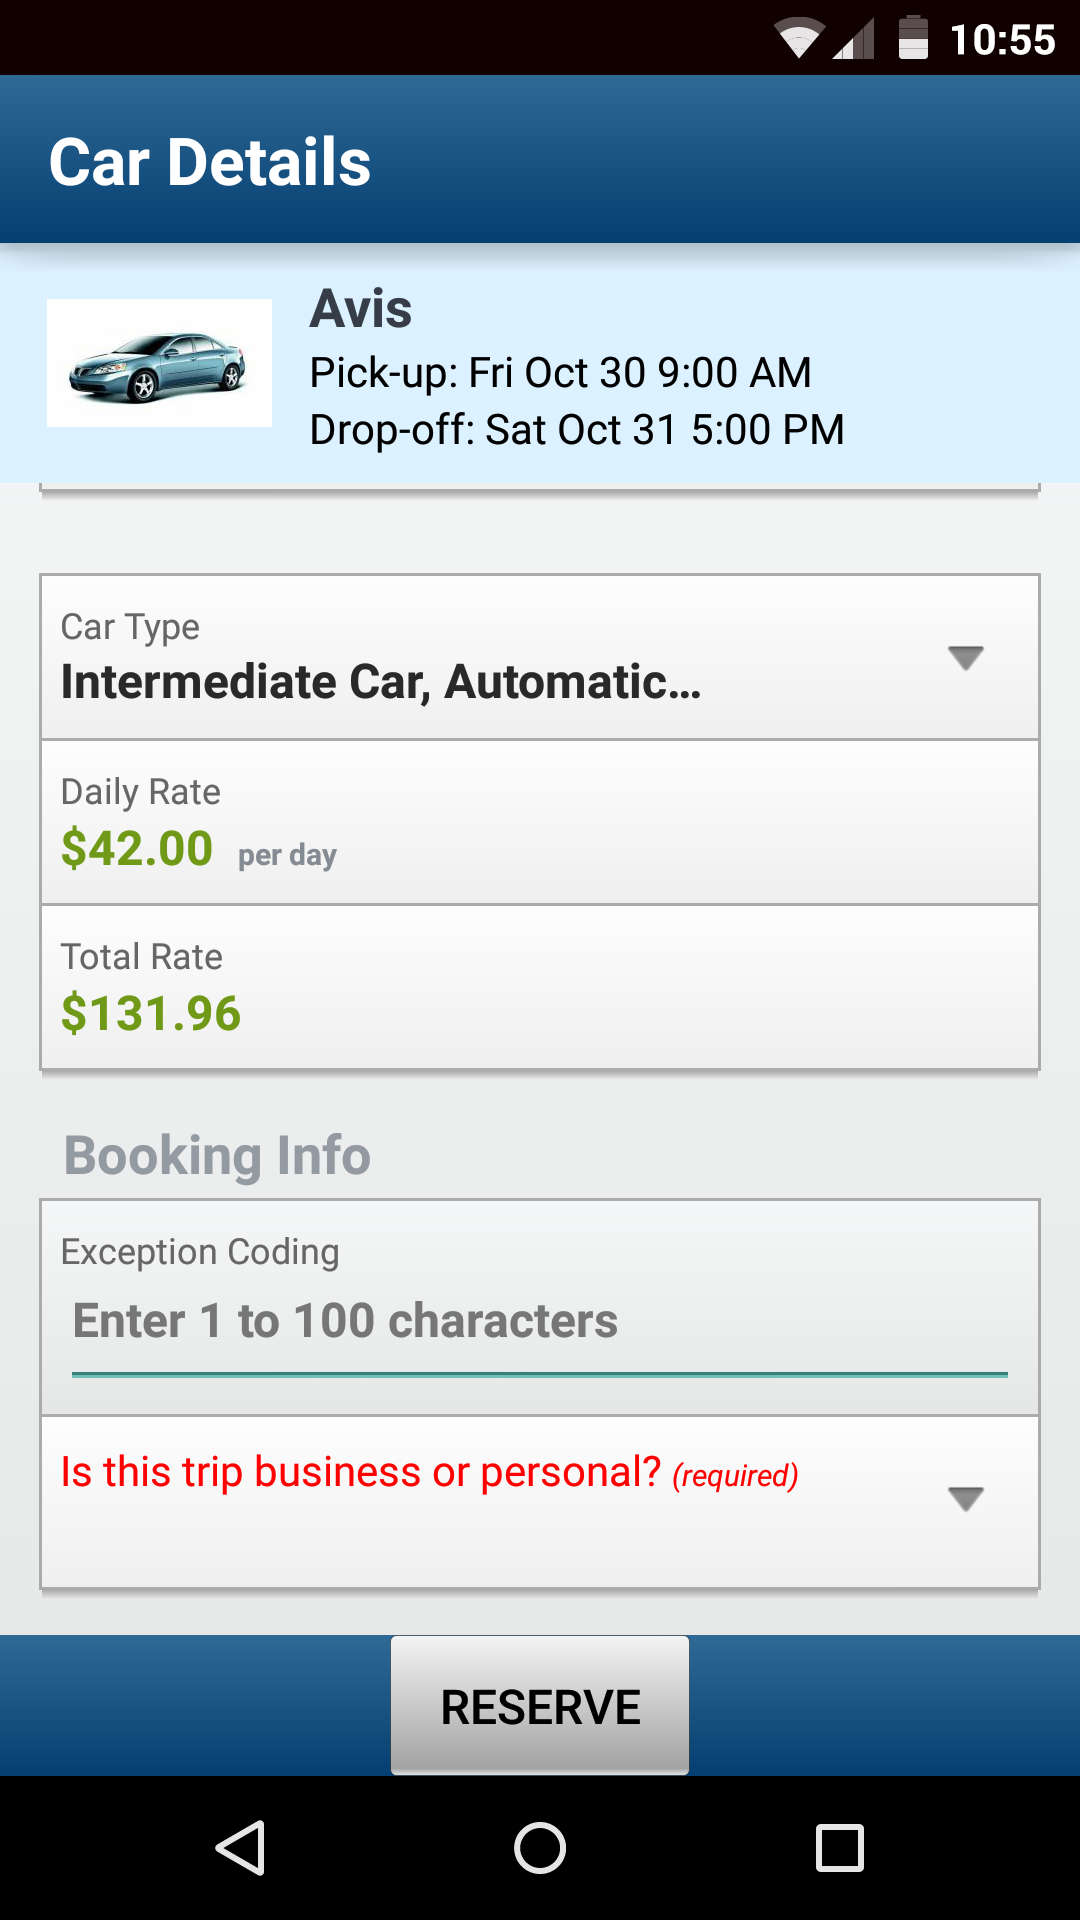 10:55
Car Details
Avis
Pick-up: Fri Oct 30 9:00 AM
Drop-off: Sat Oct 31 5:00 PM
Car Type
Intermediate Car, Automatic...
Daily Rate
$42.00 per day
Total Rate
$131.96
Booking Info
Exception Coding
Enter 1 to 100 characters
Is this trip business or personal? (required)
RESERVE